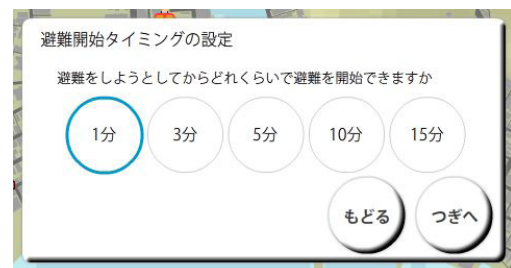 避難開始タイミングの設定
避難をしようとしてからどれくらいで避難を開始できますか
1分 3分 5分 10分 15分
もどる つぎへ